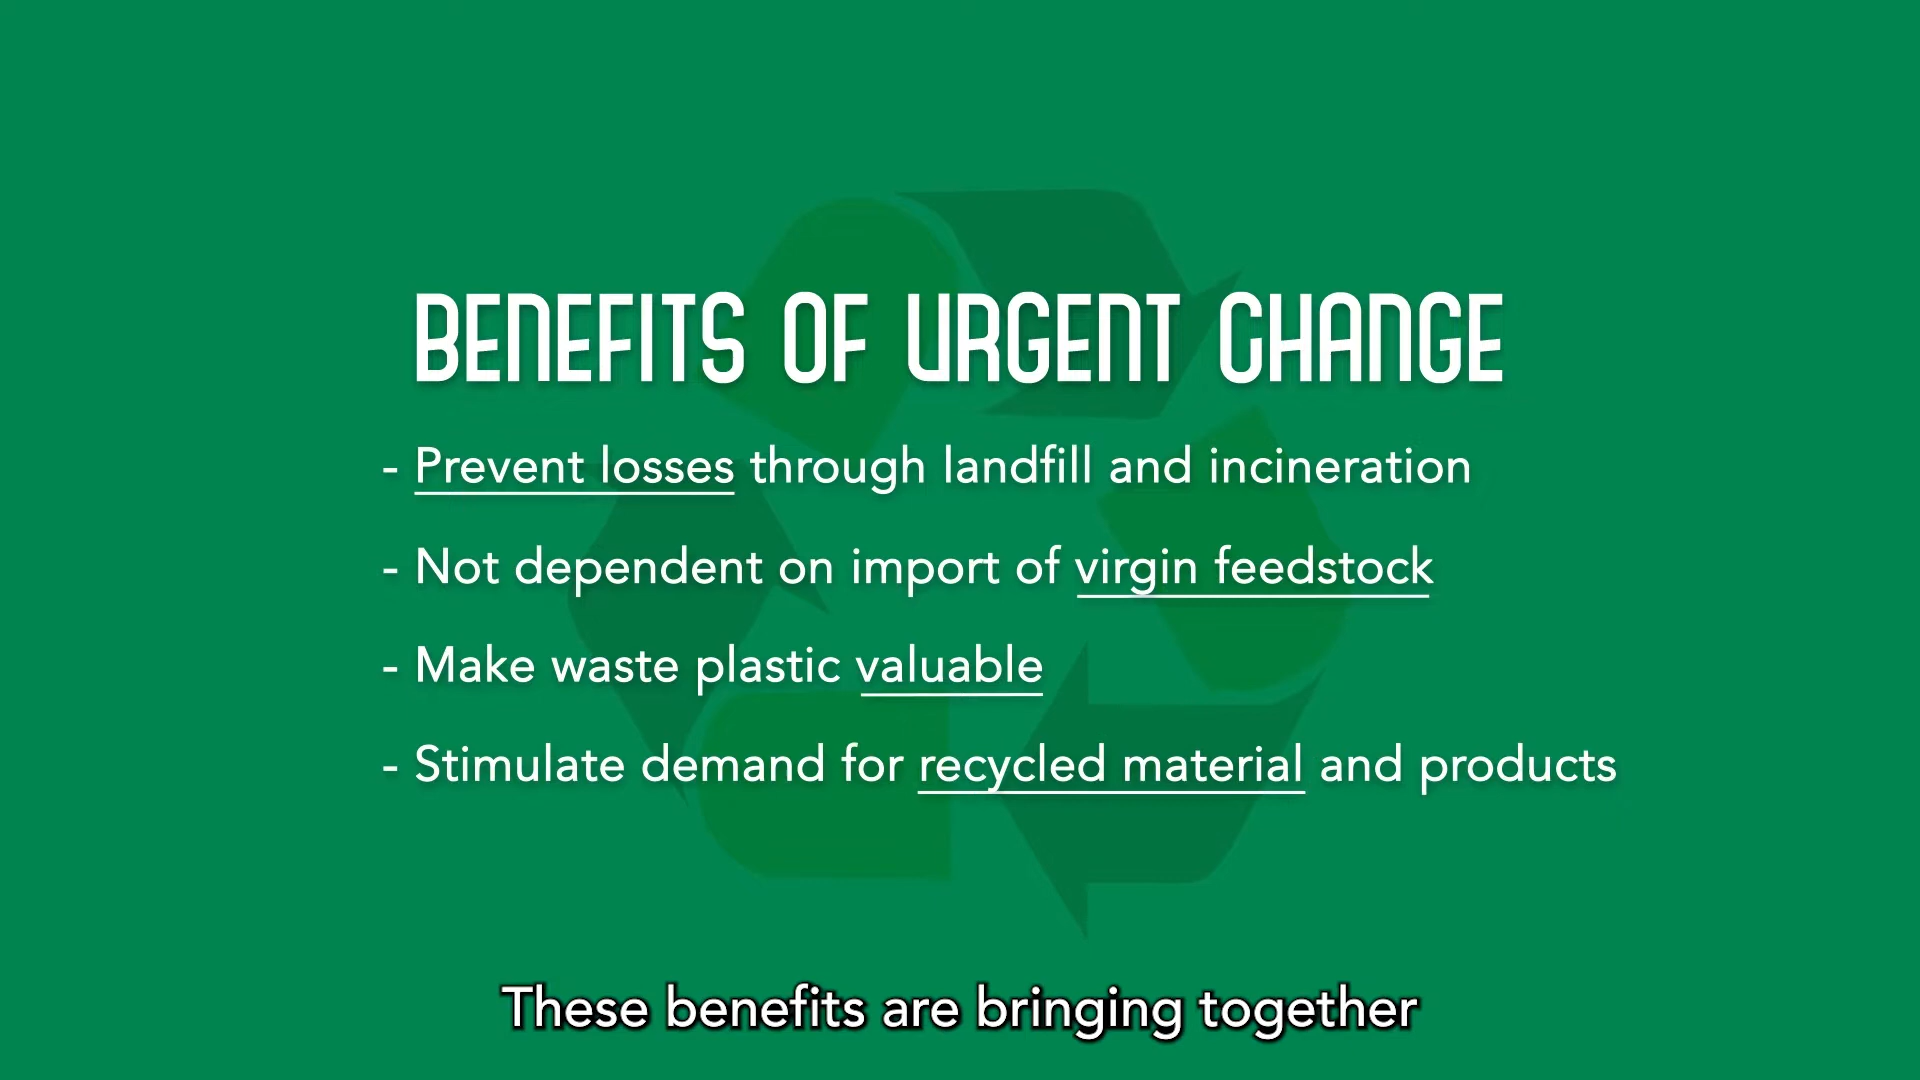 BENEFITS OF URGENT CHANGE
- Prevent losses through landfill and incineration
- Not dependent on import of virgin feedstock
- Make waste plastic valuable
- Stimulate demand for recycled material and products
These benefits are bringing together